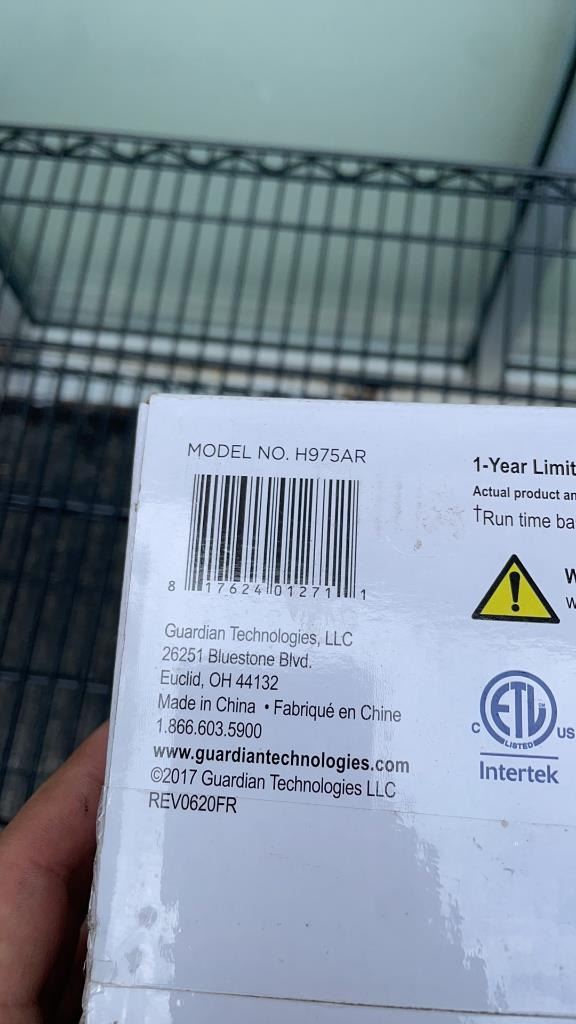 MODEL NO. H975AR
8 17624 01271 1
Guardian Technologies, LLC
26251 Bluestone Blvd.
Euclid, OH 44132
Made in China • Fabriqué en Chine
1.866.603.5900
www.guardiantechnologies.com
©2017 Guardian Technologies LLC
REV0620FR
1-Year Limit
Actual product an
†Run time ba
W
W
C ETL US
LISTED
Intertek